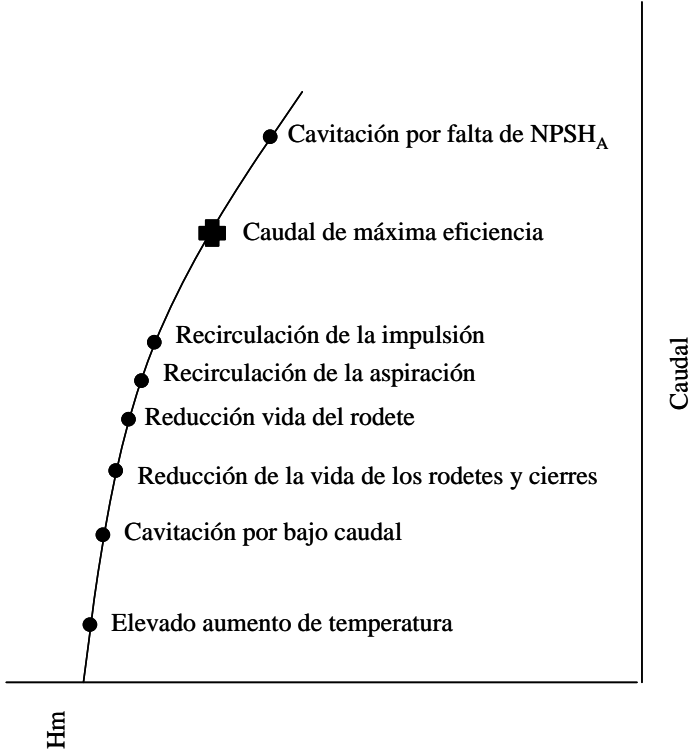 Cavitación por falta de NPSHA
Caudal de máxima eficiencia
Recirculación de la impulsión
Recirculación de la aspiración
Reducción vida del rodete
Reducción de la vida de los rodetes y cierres
Cavitación por bajo caudal
Elevado aumento de temperatura
Caudal
Hm